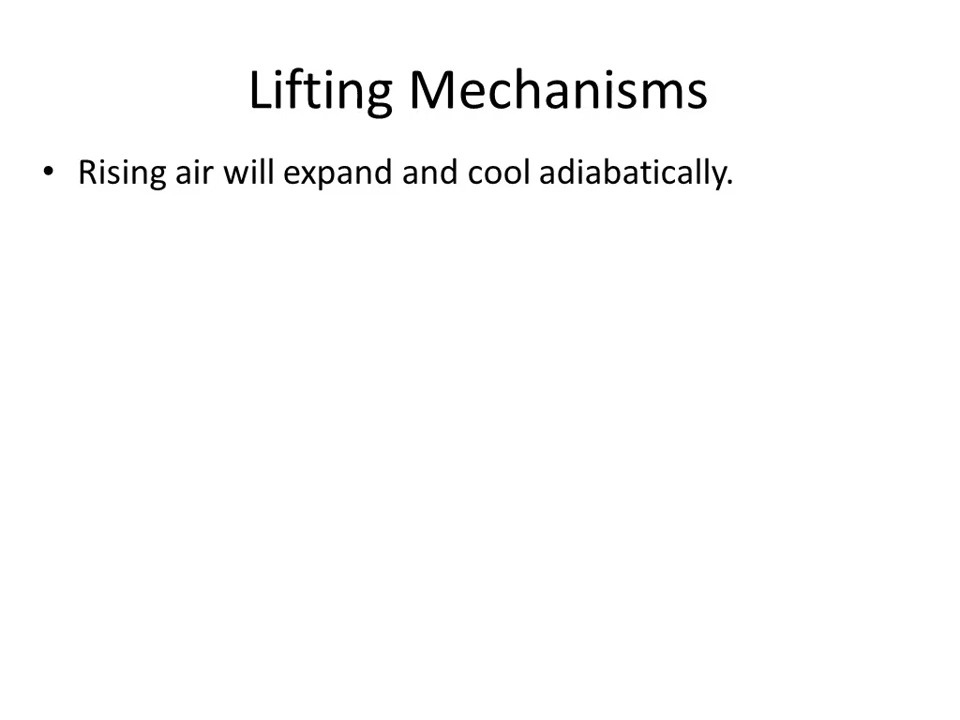 Lifting Mechanisms
• Rising air will expand and cool adiabatically.